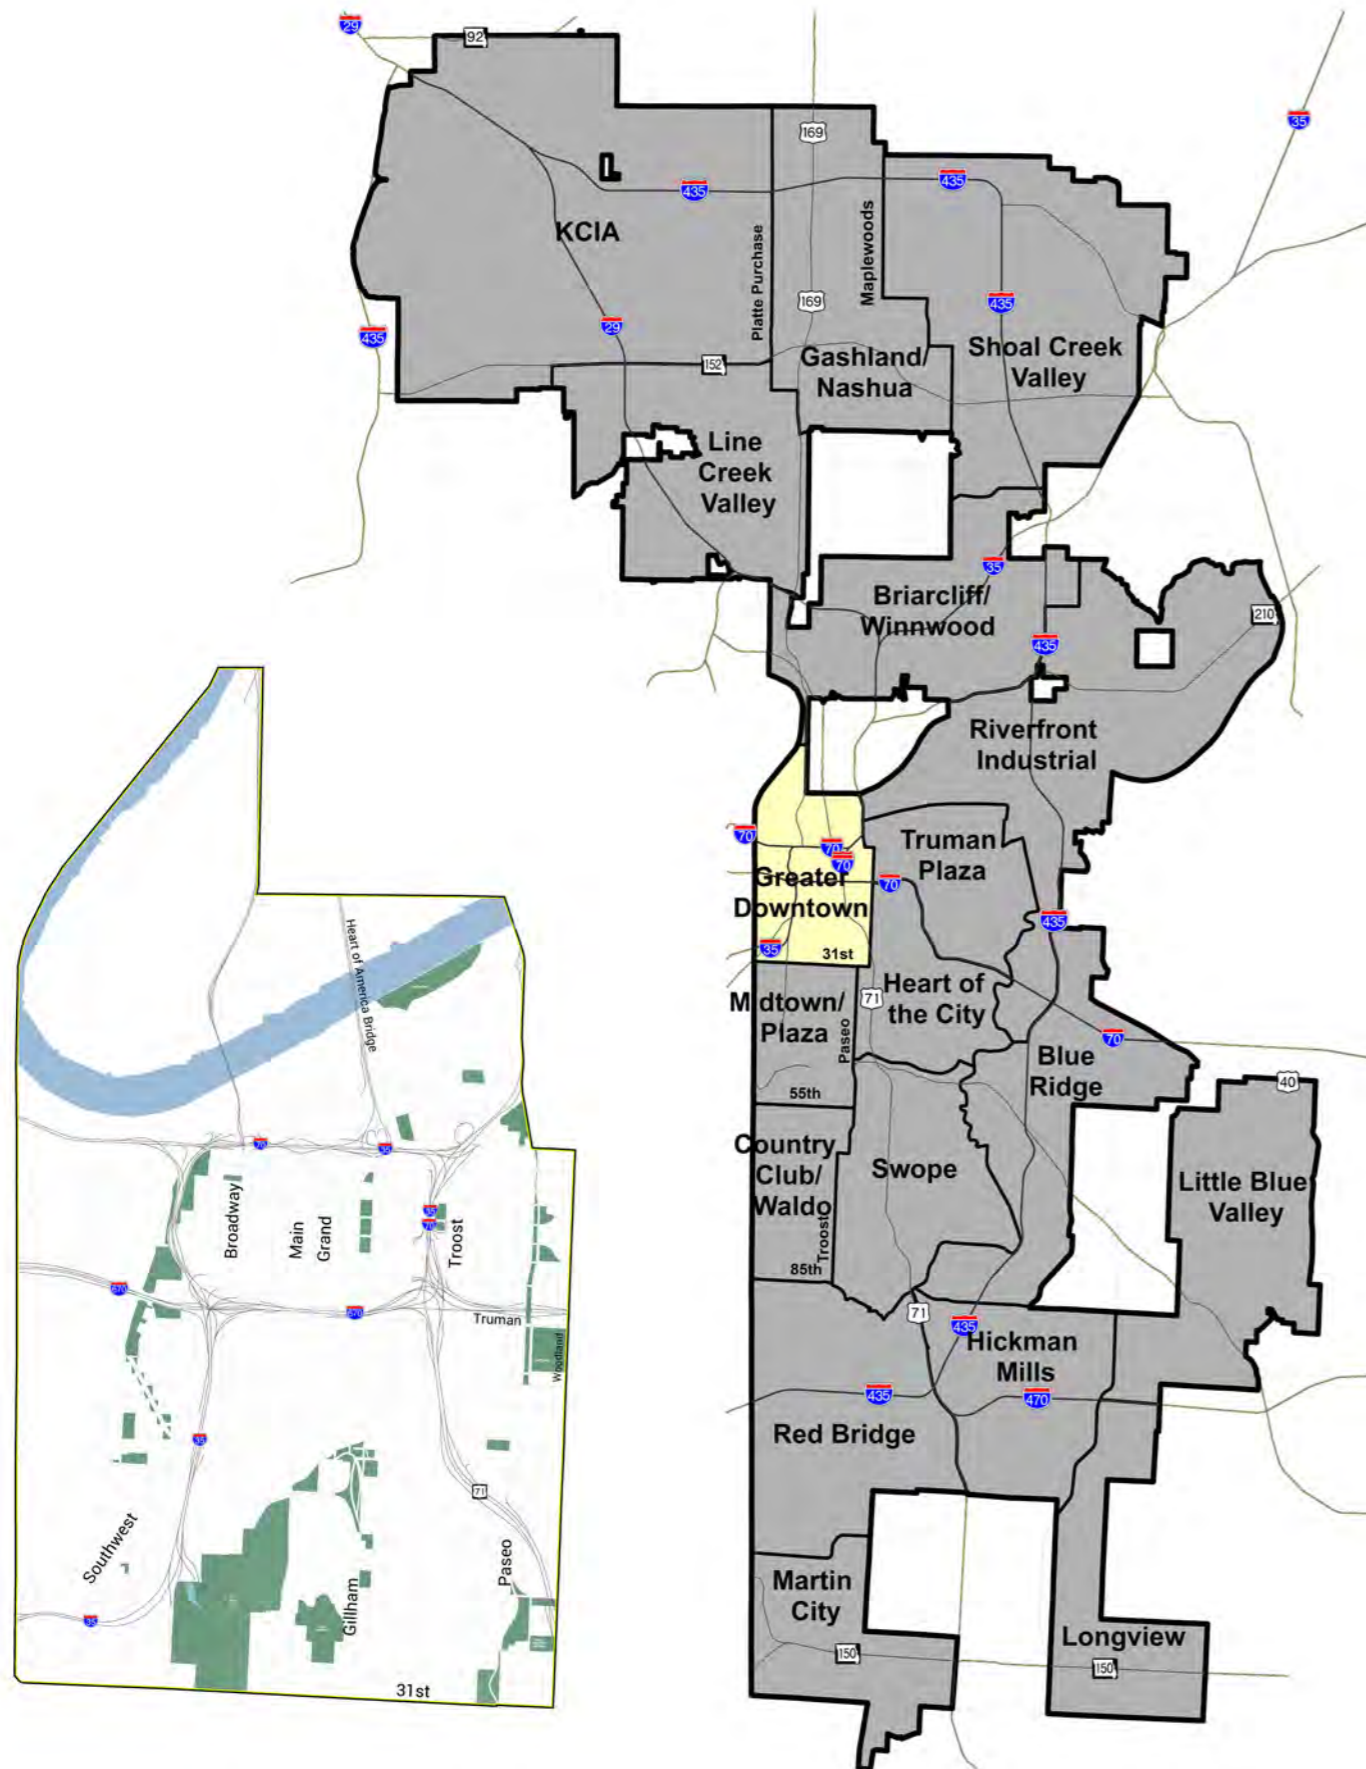 29
92
35
169
435
435
KCIA
Platte Purchase
Maplewoods
169
435
29
435
152
Gashland/
Nashua
Shoal Creek
Valley
Line
Creek
Valley
35
Briarcliff/
Winnwood
210
435
Riverfront
Industrial
70
70
70
Truman
Plaza
Greater
Downtown
70
435
35
31st
Midtown/
Plaza
Paseo
71
Heart of
the City
70
Blue
Ridge
40
55th
Country
Club/
Waldo
Troost
85th
Swope
Little Blue
Valley
71
435
Hickman
Mills
435
470
Red Bridge
Martin
City
150
Longview
150
Heart of America Bridge
70
35
Broadway
Main
Grand
35
70
Troost
670
670
Truman
Woodland
35
71
Southwest
Paseo
Gillham
35
31st